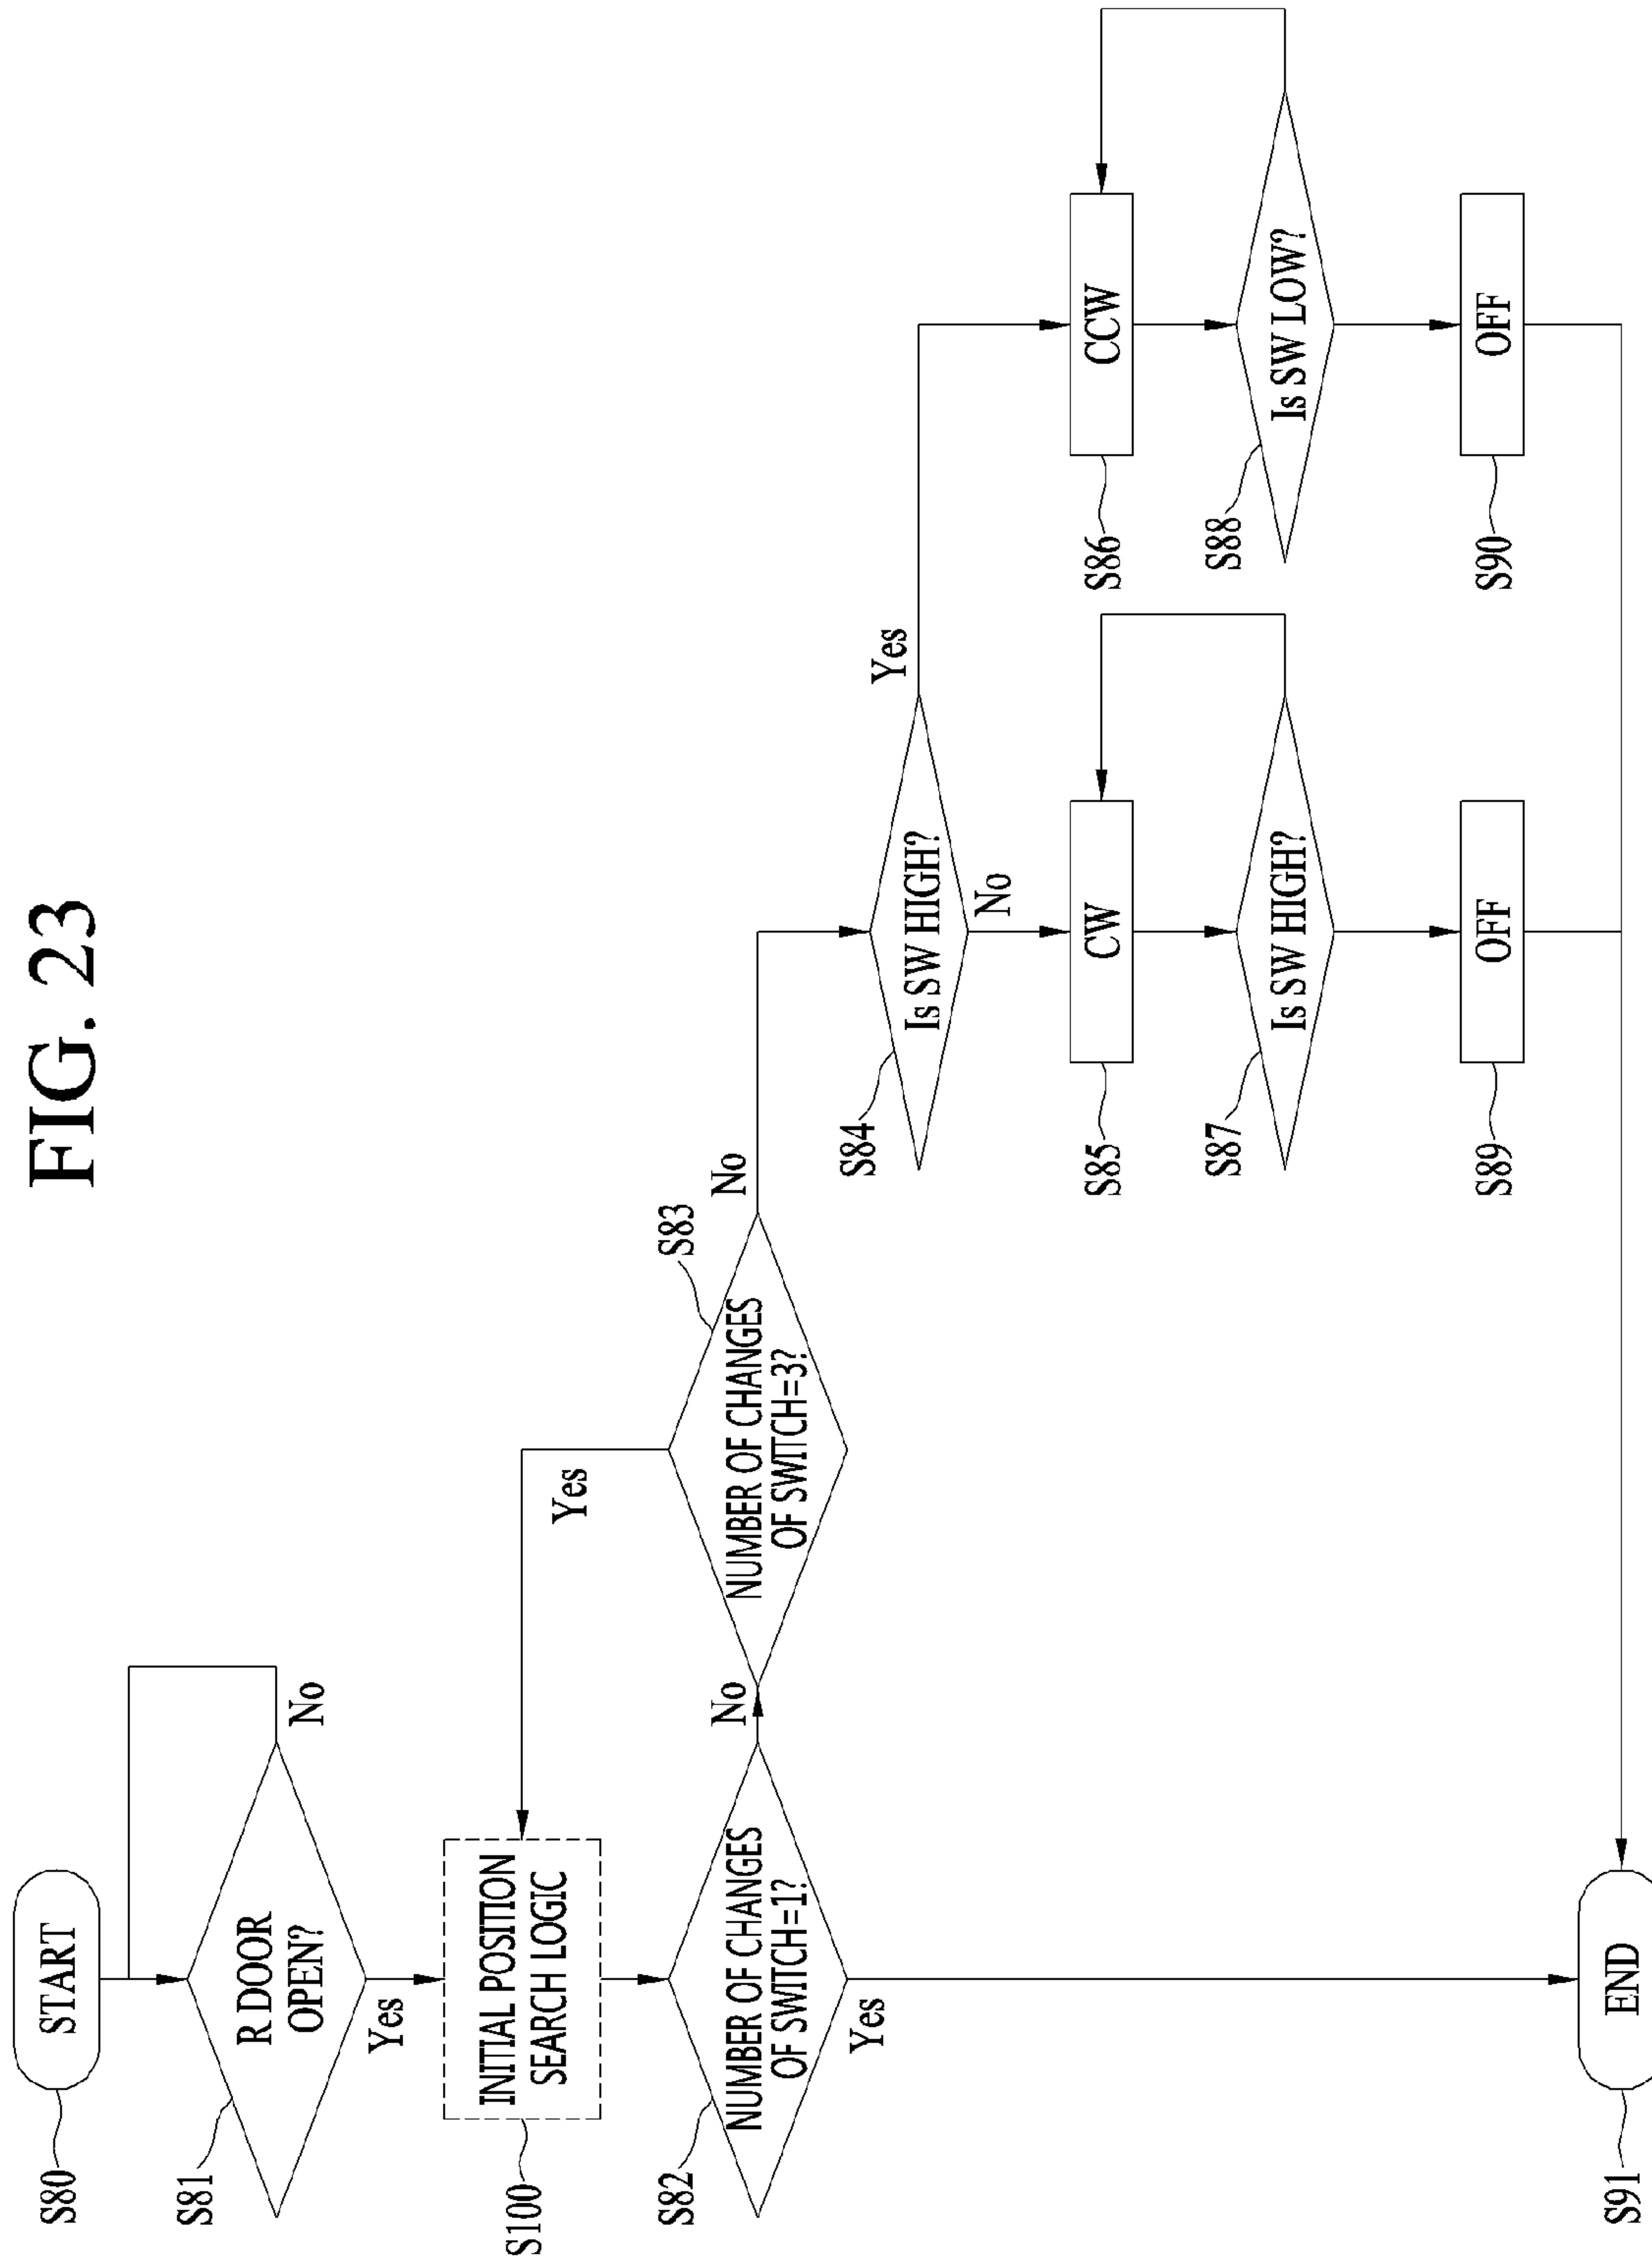 FIG. 23
S80
START
S81
R DOOR
OPEN?
No
Yes
S100
INITIAL POSITION
SEARCH LOGIC
S82
NUMBER OF CHANGES
OF SWITCH=1?
No
Yes
S83
NUMBER OF CHANGES
OF SWITCH=3?
Yes
No
S84
Is SW HIGH?
Yes
No
S85
CW
S86
CCW
S87
Is SW HIGH?
S88
Is SW LOW?
S89
OFF
S90
OFF
S91
END